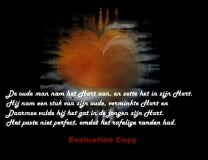 De oude man nam het Hart aan, en zette het in zijn Hart.
Hij nam een stuk van zijn oude, verminkte Hart en
Daarmee vulde hij het gat in de jongen zijn Hart.
Het paste niet perfect, omdat het rafelige randen had.
Evaluation Copy